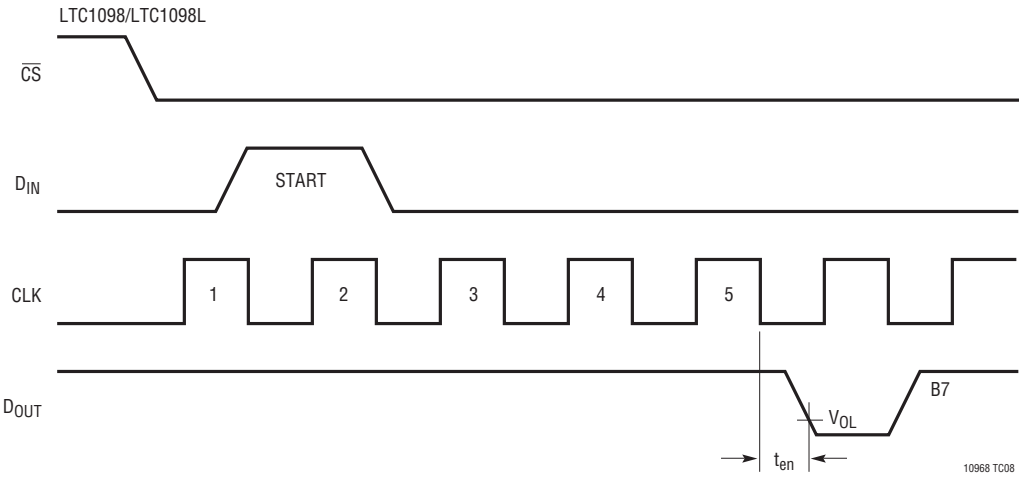 LTC1098/LTC1098L
CS
DIN
START
CLK
1 2 3 4 5
DOUT
B7
VOL
ten
10968 TC08